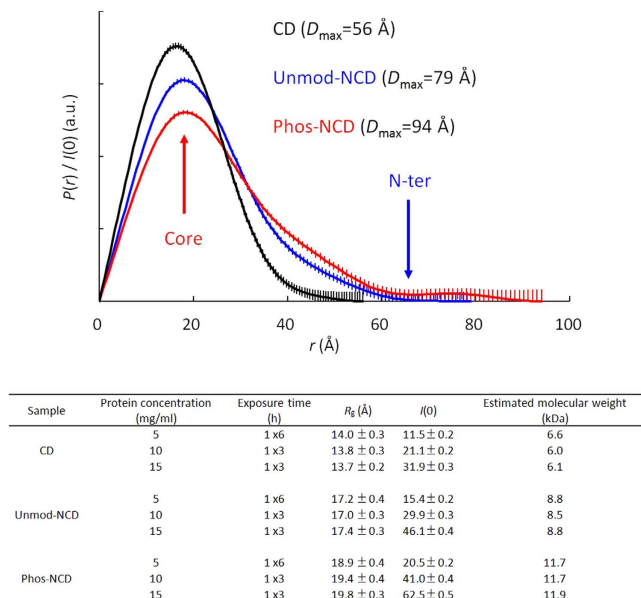 CD (Dmax=56 Å)
Unmod-NCD (Dmax=79 Å)
Phos-NCD (Dmax=94 Å)
P(r) / I(0) (a.u.)
N-ter
Core
0 20 40 60 80 100
r (Å)
Sample Protein concentration (mg/ml) Exposure time (h) Rg (Å) I(0) Estimated molecular weight (kDa)
5 1 x6 14.0 ± 0.3 11.5 ± 0.2 6.6
CD 10 1 x3 13.8 ± 0.3 21.1 ± 0.2 6.0
15 1 x3 13.7 ± 0.2 31.9 ± 0.3 6.1
5 1 x6 17.2 ± 0.4 15.4 ± 0.2 8.8
Unmod-NCD 10 1 x3 17.0 ± 0.3 29.9 ± 0.3 8.5
15 1 x3 17.4 ± 0.3 46.1 ± 0.4 8.8
5 1 x6 18.9 ± 0.4 20.5 ± 0.2 11.7
Phos-NCD 10 1 x3 19.4 ± 0.4 41.0 ± 0.4 11.7
15 1 x3 19.8 ± 0.3 62.5 ± 0.5 11.9